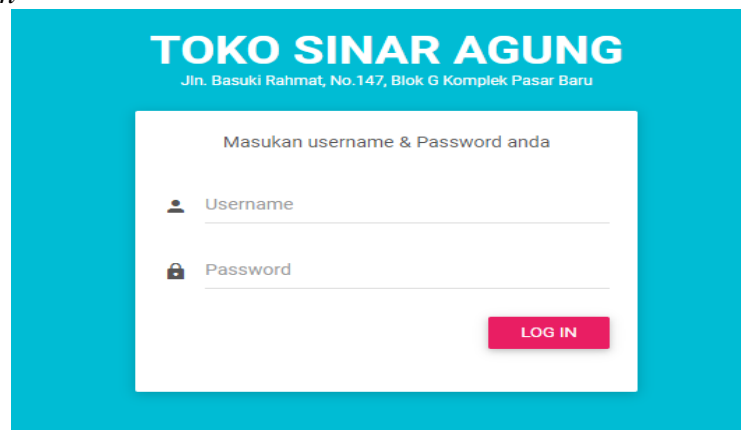 TOKO SINAR AGUNG
Jln. Basuki Rahmat, No.147, Blok G Komplek Pasar Baru
Masukan username & Password anda
Username
Password
LOG IN